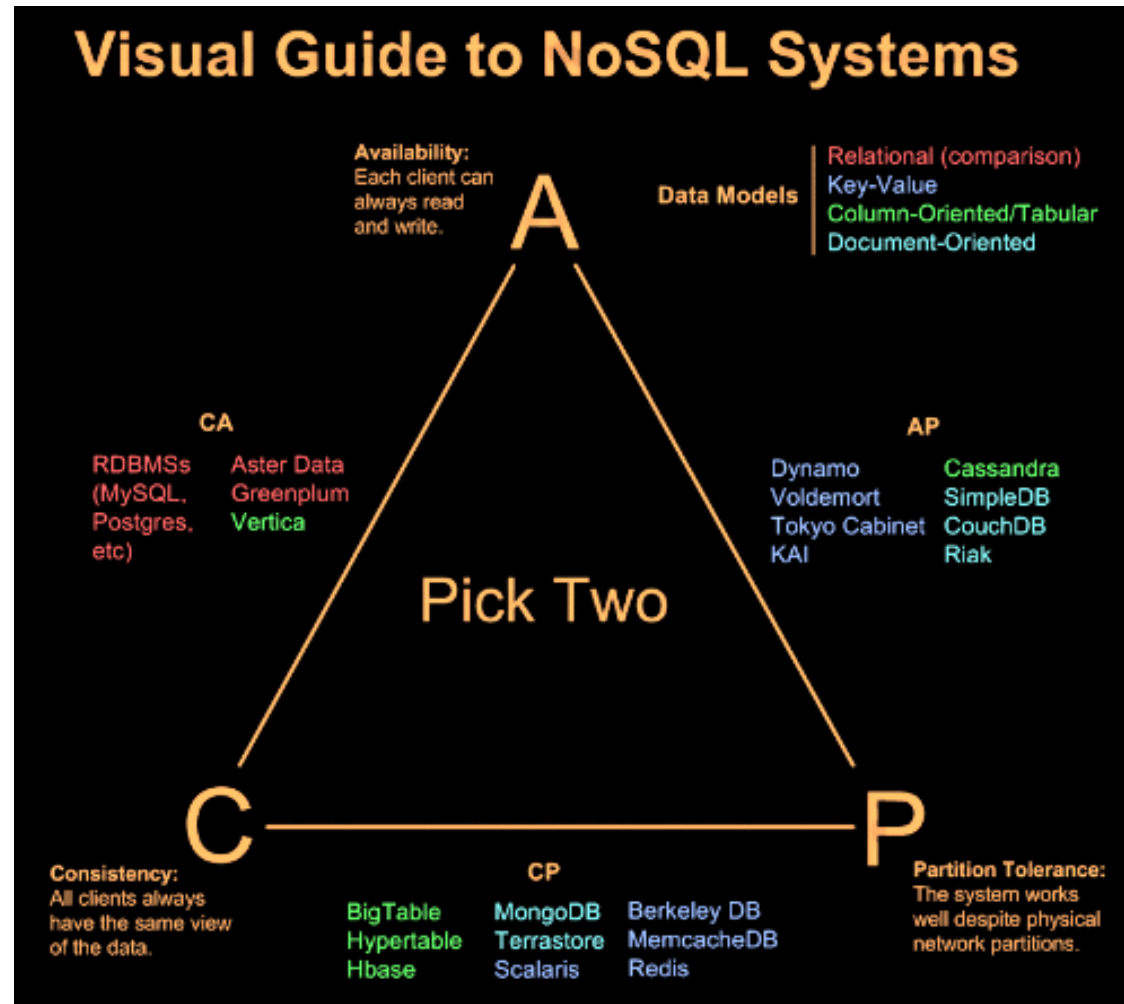 Visual Guide to NoSQL Systems
Availability:
Each client can
always read
and write.
A
Data Models
Relational (comparison)
Key-Value
Column-Oriented/Tabular
Document-Oriented
CA
RDBMSs
(MySQL,
Postgres,
etc)
Aster Data
Greenplum
Vertica
AP
Dynamo
Voldemort
Tokyo Cabinet
KAI
Cassandra
SimpleDB
CouchDB
Riak
Pick Two
C
Consistency:
All clients always
have the same view
of the data.
CP
BigTable
Hypertable
Hbase
MongoDB
Terrastore
Scalaris
Berkeley DB
MemcacheDB
Redis
P
Partition Tolerance:
The system works
well despite physical
network partitions.